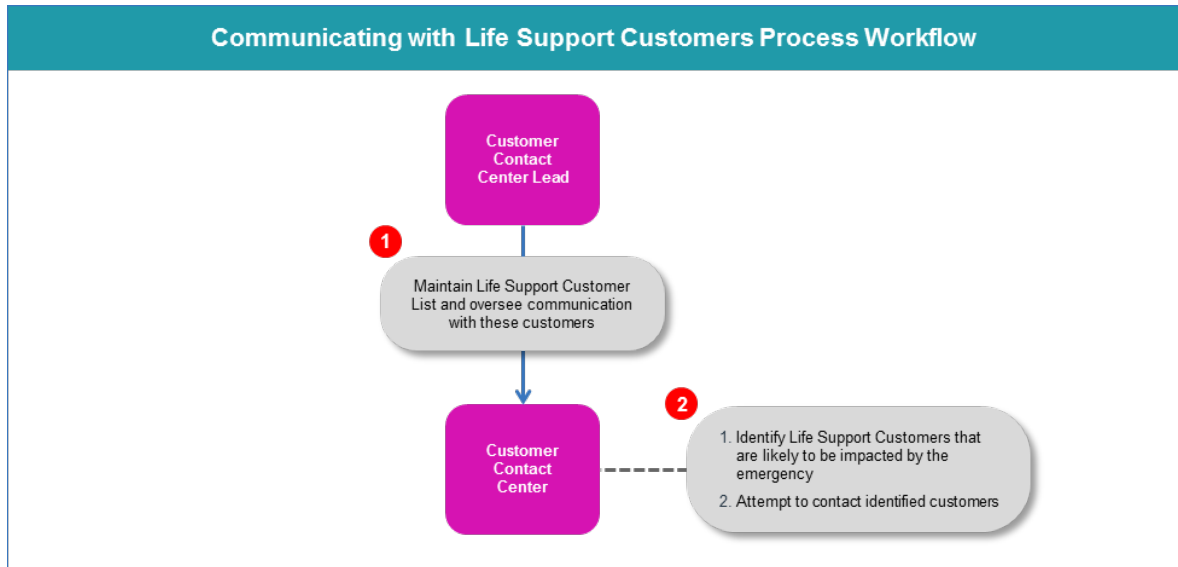 Communicating with Life Support Customers Process Workflow
Customer
Contact
Center Lead
1
Maintain Life Support Customer
List and oversee communication
with these customers
Customer
Contact
Center
2
1. Identify Life Support Customers that
are likely to be impacted by the
emergency
2. Attempt to contact identified customers